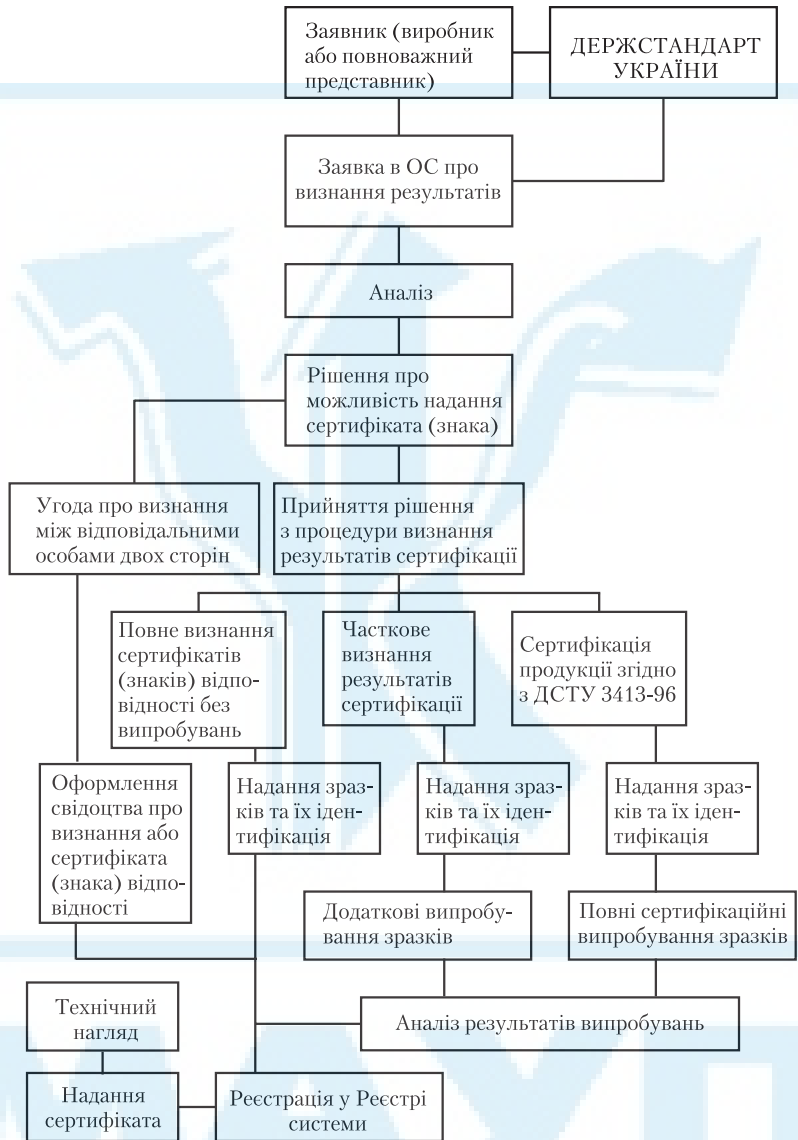 Заявник (виробник
або повноважний
представник)
ДЕРЖСТАНДАРТ
УКРАЇНИ
Заявка в ОС про
визнання результатів
Аналіз
Рішення про
можливість надання
сертифіката (знака)
Угода про визнання
між відповідальними
особами двох сторін
Прийняття рішення
з процедури визнання
результатів сертифікації
Повне визнання
сертифікатів
(знаків) відпо-
відності без
випробувань
Часткове
визнання
результатів
сертифікації
Сертифікація
продукції згідно
з ДСТУ 3413-96
Оформлення
свідоцтва про
визнання або
сертифіката
(знака) відпо-
відності
Надання зраз-
ків та їх іден-
тифікація
Надання зраз-
ків та їх іден-
тифікація
Надання зраз-
ків та їх іден-
тифікація
Додаткові випробу-
вання зразків
Повні сертифікаційні
випробування зразків
Технічний
нагляд
Аналіз результатів випробувань
Надання
сертифіката
Реєстрація у Реєстрі
системи
МАУП